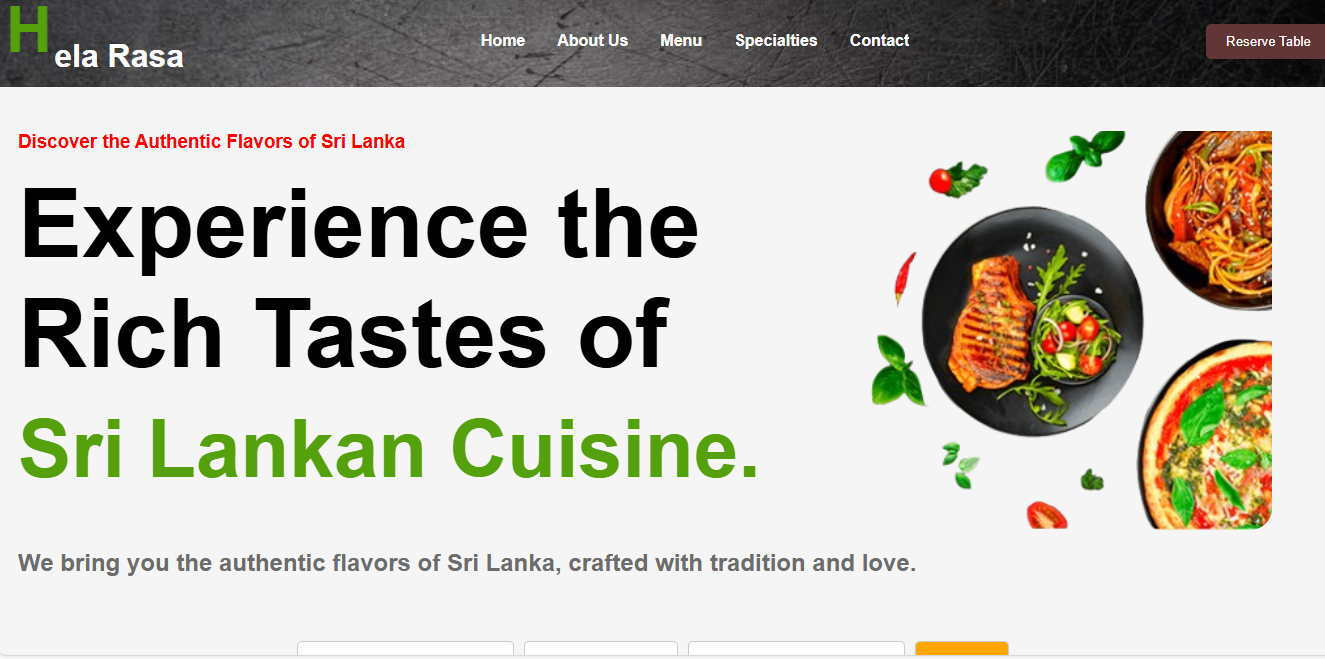 Hela Rasa
Home About Us Menu Specialties Contact
Reserve Table
Discover the Authentic Flavors of Sri Lanka
Experience the
Rich Tastes of
Sri Lankan Cuisine.
We bring you the authentic flavors of Sri Lanka, crafted with tradition and love.